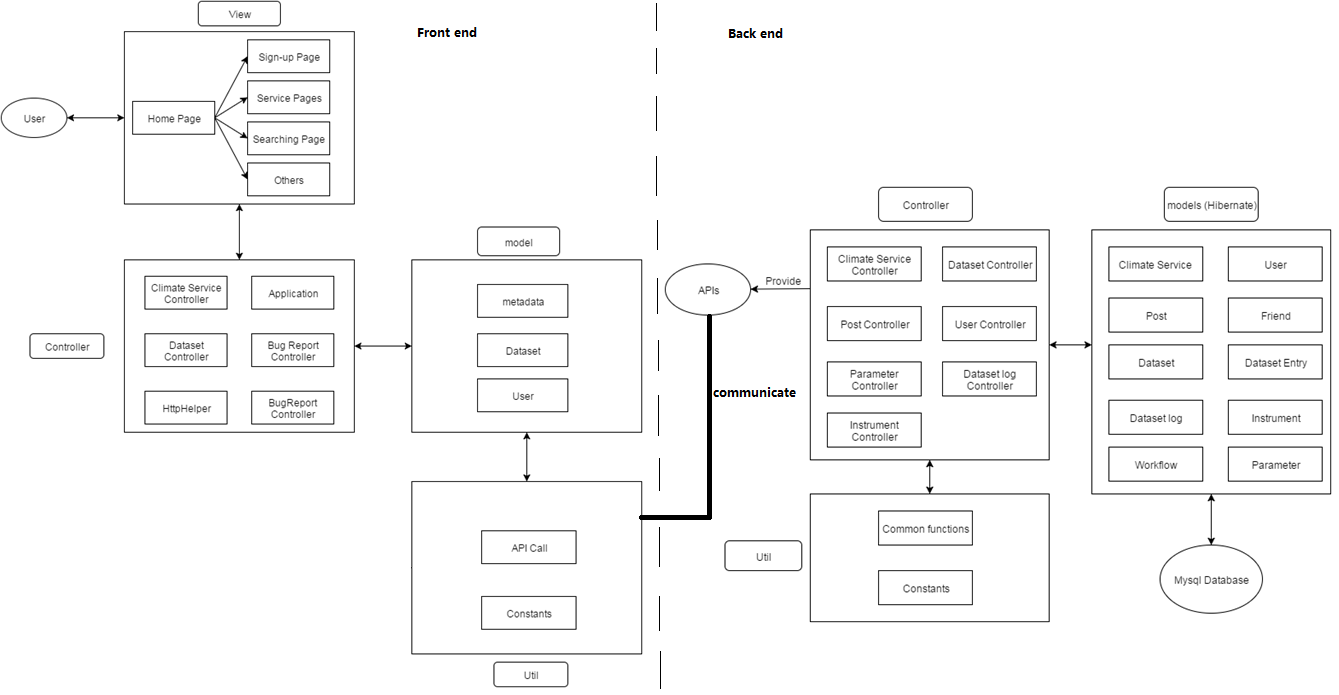 View
Front end
Back end
Sign-up Page
Service Pages
User
Home Page
Searching Page
Others
Controller
Climate Service
Controller
Application
Dataset
Controller
Bug Report
Controller
HttpHelper
BugReport
Controller
model
metadata
Dataset
User
API Call
Constants
Util
APIs
Provide
communicate
Controller
Climate Service
Controller
Dataset Controller
Post Controller
User Controller
Parameter
Controller
Dataset log
Controller
Instrument
Controller
Util
Common functions
Constants
models (Hibernate)
Climate Service
User
Post
Friend
Dataset
Dataset Entry
Dataset log
Instrument
Workflow
Parameter
Mysql Database